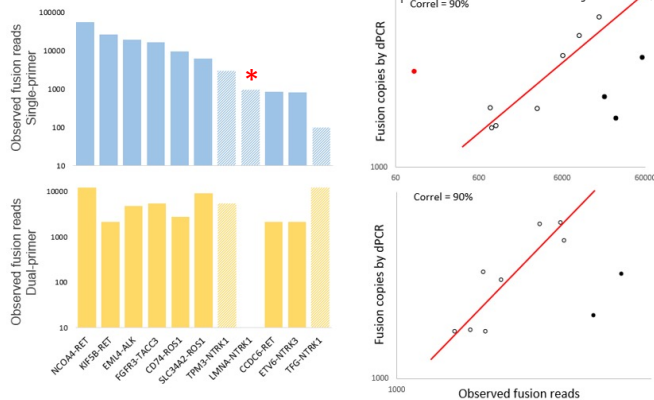 Observed fusion reads
Single-primer
100000
10000
1000
100
10
*
Observed fusion reads
Dual-primer
10000
1000
100
10
NCOA4-RET
KIF5B-RET
EML4-ALK
FGFR3-TACC3
CD74-ROS1
SLC34A2-ROS1
TPM3-NTRK1
LMNA-NTRK1
CCDC6-RET
ETV6-NTRK3
TFG-NTRK1
Correl = 90%
Fusion copies by dPCR
1000
60
600
6000
60000
Correl = 90%
Fusion copies by dPCR
1000
1000
Observed fusion reads